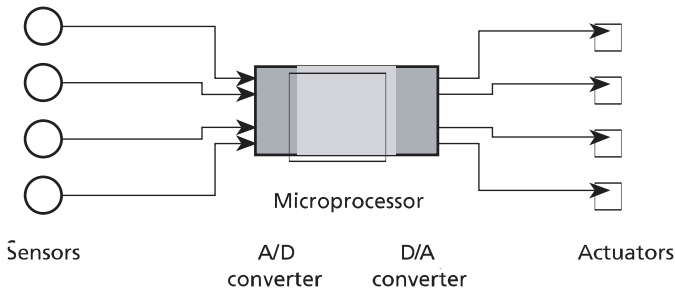 Microprocessor
Sensors A/D D/A Actuators
converter converter